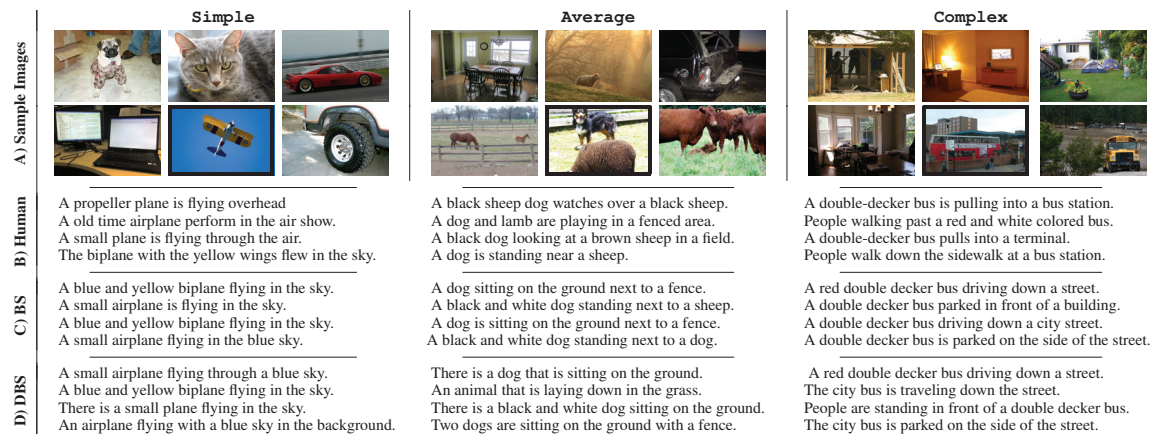 Simple Average Complex
A) Sample Images
B) Human
A propeller plane is flying overhead
A old time airplane perform in the air show.
A small plane is flying through the air.
The biplane with the yellow wings flew in the sky.
A black sheep dog watches over a black sheep.
A dog and lamb are playing in a fenced area.
A black dog looking at a brown sheep in a field.
A dog is standing near a sheep.
A double-decker bus is pulling into a bus station.
People walking past a red and white colored bus.
A double-decker bus pulls into a terminal.
People walk down the sidewalk at a bus station.
C) BS
A blue and yellow biplane flying in the sky.
A small airplane is flying in the sky.
A blue and yellow biplane flying in the sky.
A small airplane flying in the blue sky.
A dog sitting on the ground next to a fence.
A black and white dog standing next to a sheep.
A dog is sitting on the ground next to a fence.
A black and white dog standing next to a dog.
A red double decker bus driving down a street.
A double decker bus parked in front of a building.
A double decker bus driving down a city street.
A double decker bus is parked on the side of the street.
D) DBS
A small airplane flying through a blue sky.
A blue and yellow biplane flying in the sky.
There is a small plane flying in the sky.
An airplane flying with a blue sky in the background.
There is a dog that is sitting on the ground.
An animal that is laying down in the grass.
There is a black and white dog sitting on the ground.
Two dogs are sitting on the ground with a fence.
A red double decker bus driving down a street.
The city bus is traveling down the street.
People are standing in front of a double decker bus.
The city bus is parked on the side of the street.